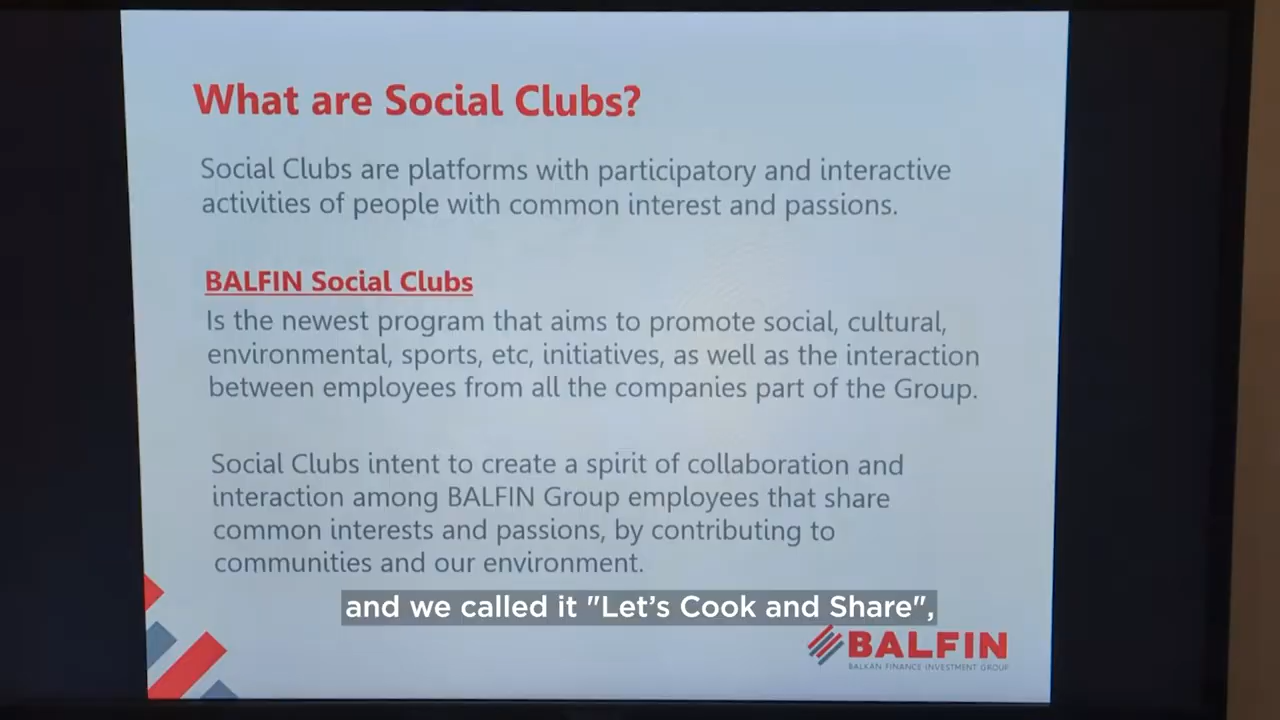 What are Social Clubs?
Social Clubs are platforms with participatory and interactive
activities of people with common interest and passions.
BALFIN Social Clubs
Is the newest program that aims to promote social, cultural,
environmental, sports, etc, initiatives, as well as the interaction
between employees from all the companies part of the Group.
Social Clubs intent to create a spirit of collaboration and
interaction among BALFIN Group employees that share
common interests and passions, by contributing to
communities and our environment.
and we called it "Let’s Cook and Share",
BALFIN
BALKAN FINANCE INVESTMENT GROUP